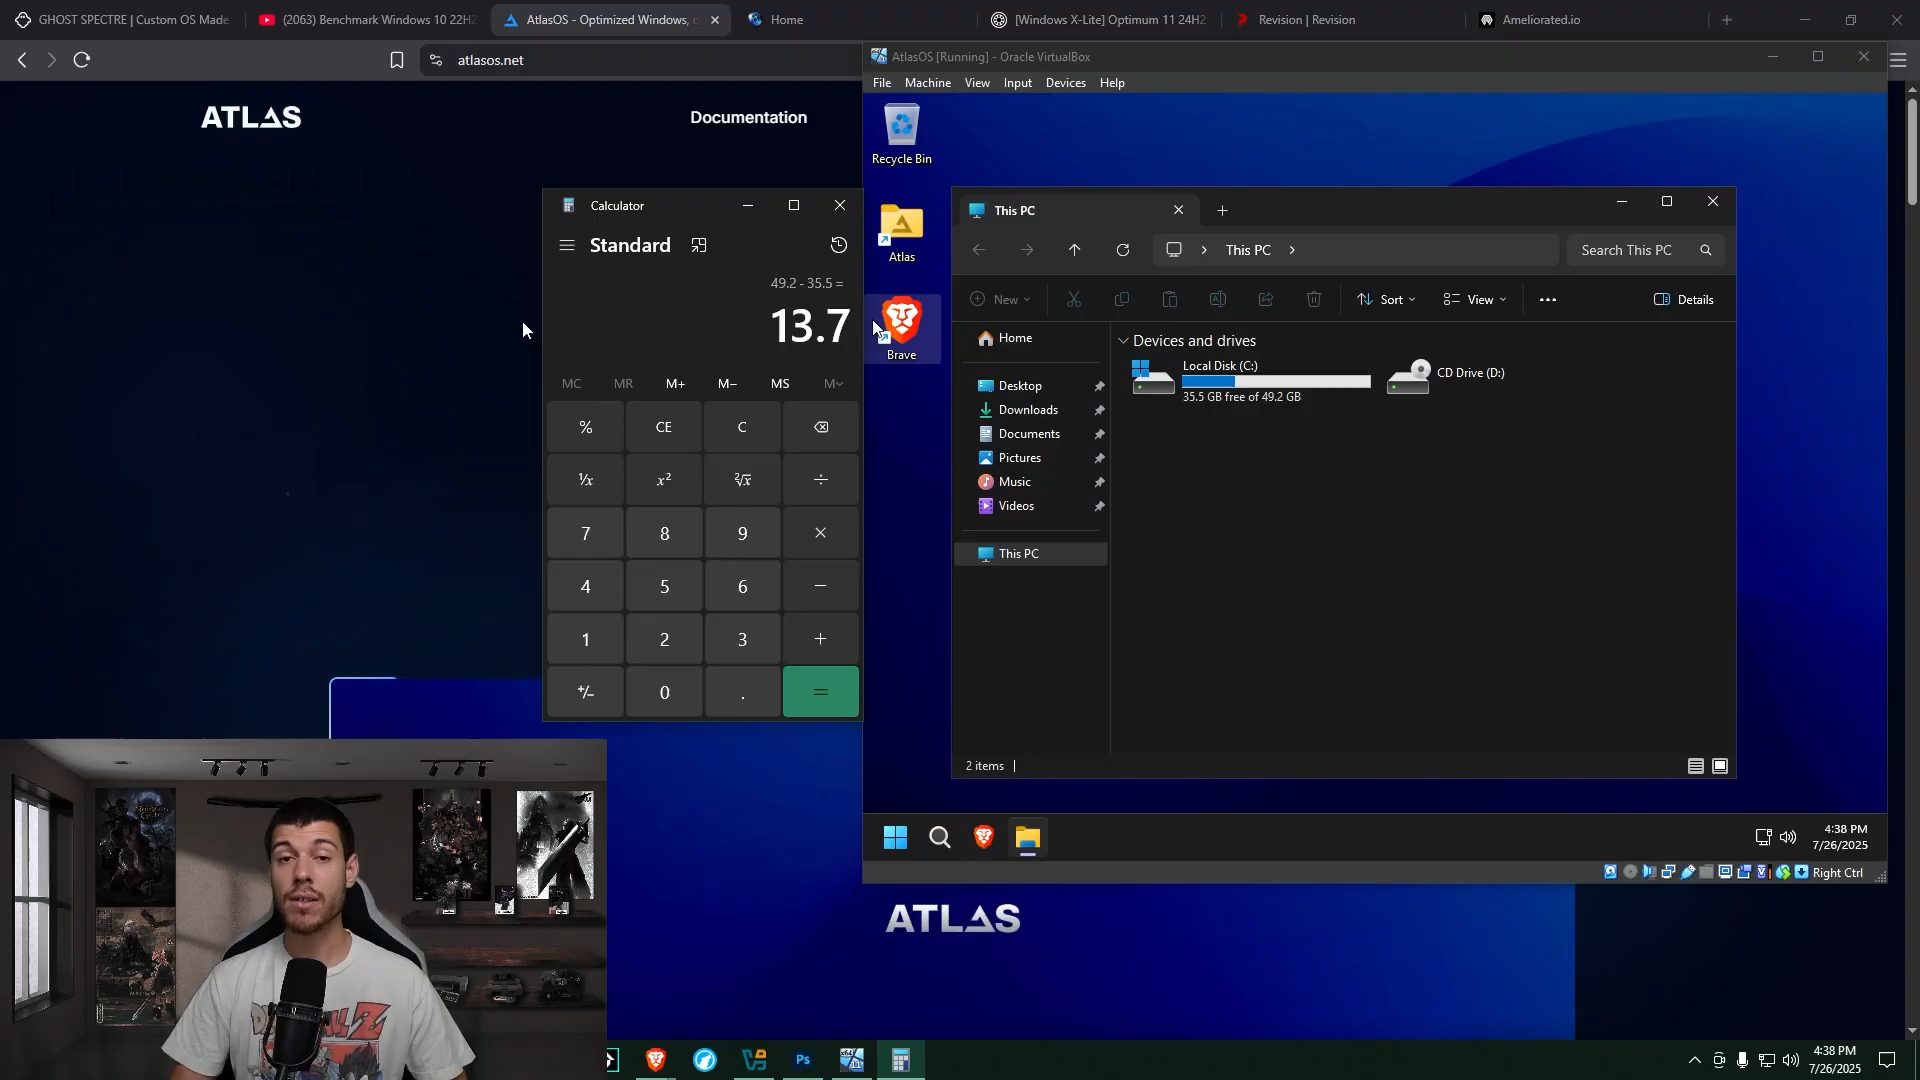 GHOST SPECTRE | Custom OS Made
(2063) Benchmark Windows 10 22H2
AtlasOS - Optimized Windows,
Home
[Windows X-Lite] Optimum 11 24H2
Revision | Revision
Ameliorated.io
atlasos.net
AtlasOS [Running] - Oracle VirtualBox
File Machine View Input Devices Help
ATLAS
Documentation
Recycle Bin
Atlas
Brave
Calculator
Standard
49.2 - 35.5 =
13.7
MC MR M+ M− MS M
% CE C
⅟x x² ²√x ÷
7 8 9 ×
4 5 6 −
1 2 3 +
+/− 0 . =
This PC
This PC
Search This PC
New
Sort
View
Details
Home
Desktop
Downloads
Documents
Pictures
Music
Videos
This PC
Devices and drives
Local Disk (C:)
35.5 GB free of 49.2 GB
CD Drive (D:)
2 items
4:38 PM
7/26/2025
Right Ctrl
ATLAS
Ps
4:38 PM
7/26/2025